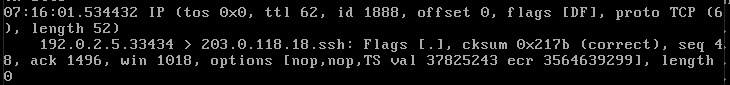 07:16:01.534432 IP (tos 0x0, ttl 62, id 1888, offset 0, flags [DF], proto TCP (6
), length 52)
    192.0.2.5.33434 > 203.0.118.18.ssh: Flags [.], cksum 0x217b (correct), seq 4
8, ack 1496, win 1018, options [nop,nop,TS val 37825243 ecr 3564639299], length
0